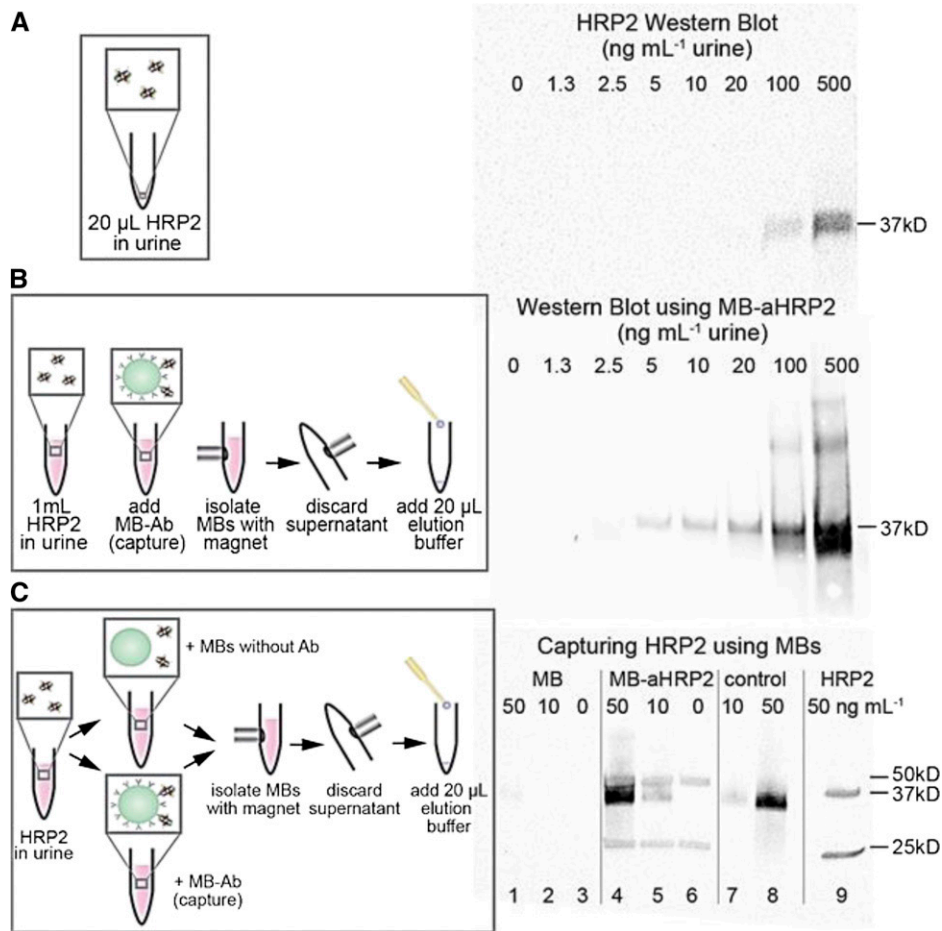 A
20 µL HRP2
in urine
HRP2 Western Blot
(ng mL-1 urine)
0 1.3 2.5 5 10 20 100 500
37kD
B
1mL
HRP2
in urine
add
MB-Ab
(capture)
isolate
MBs with
magnet
discard
supernatant
add 20 µL
elution
buffer
Western Blot using MB-aHRP2
(ng mL-1 urine)
0 1.3 2.5 5 10 20 100 500
37kD
C
HRP2
in urine
+ MBs without Ab
+ MB-Ab
(capture)
isolate MBs
with magnet
discard
supernatant
add 20 µL
elution
buffer
Capturing HRP2 using MBs
MB MB-aHRP2 control HRP2
50 10 0 50 10 0 10 50 50 ng mL-1
50kD
37kD
25kD
1 2 3 4 5 6 7 8 9